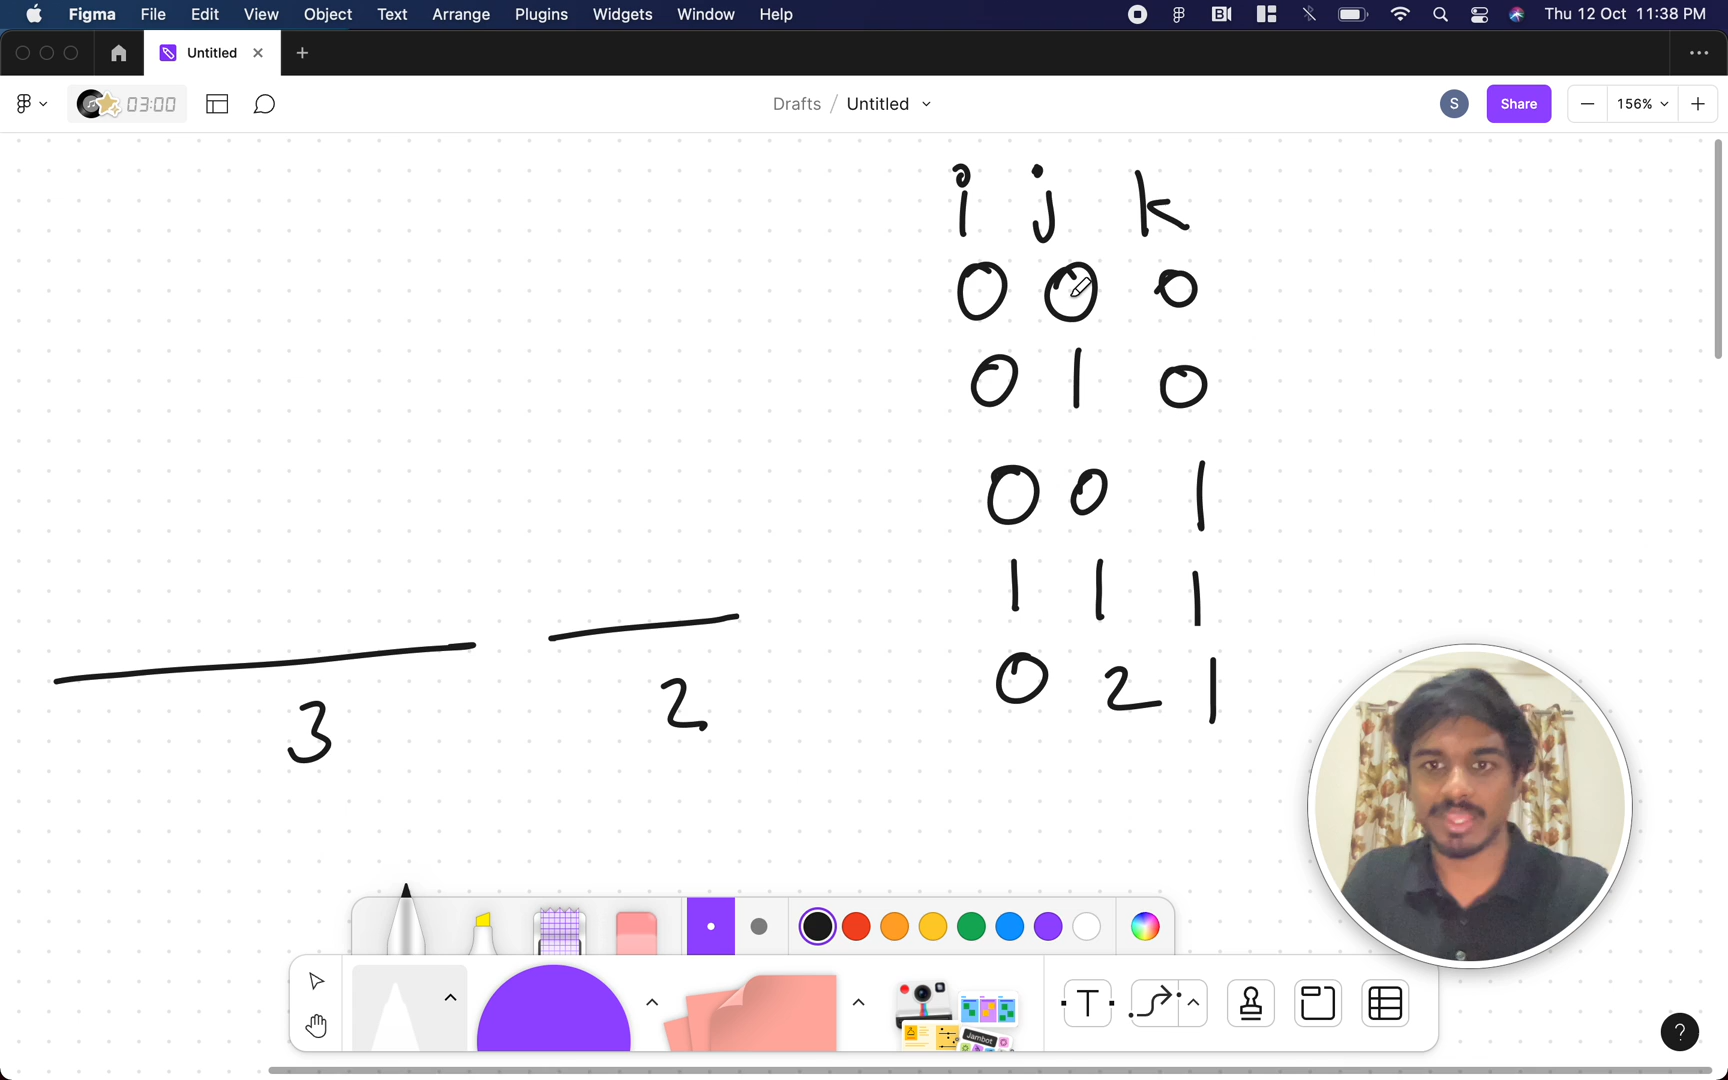 Figma File Edit View Object Text Arrange Plugins Widgets Window Help Thu 12 Oct 11:38 PM
Untitled
03:00 Drafts / Untitled S Share 156%
i j k
0 0 0
0 1 0
0 0 1
1 1 1
0 2 1
3 2
T Jambot ?